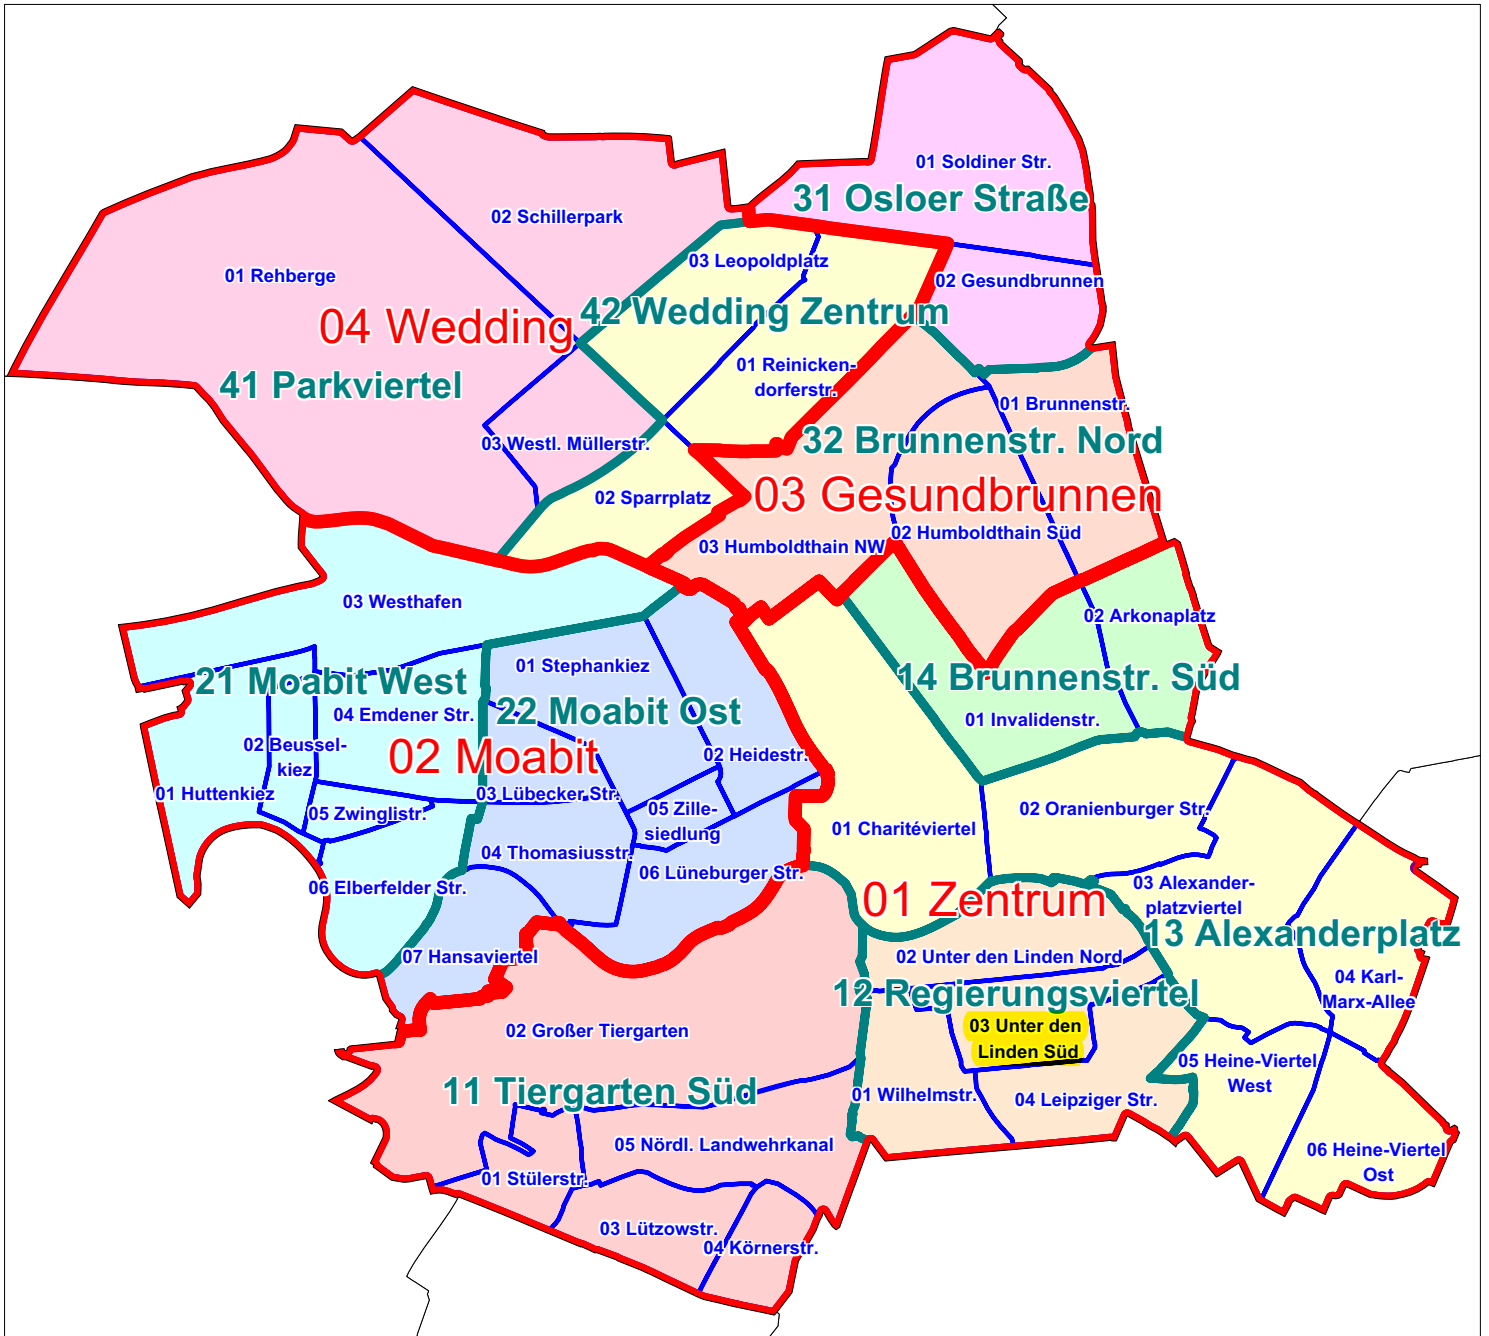 01 Soldiner Str.
31 Osloer Straße
02 Schillerpark
03 Leopoldplatz
01 Rehberge
02 Gesundbrunnen
04 Wedding
42 Wedding Zentrum
01 Reinicken-
dorferstr.
41 Parkviertel
01 Brunnenstr.
03 Westl. Müllerstr.
32 Brunnenstr. Nord
02 Sparrplatz
03 Gesundbrunnen
03 Humboldthain NW
02 Humboldthain Süd
03 Westhafen
02 Arkonaplatz
01 Stephankiez
21 Moabit West
14 Brunnenstr. Süd
04 Emdener Str.
22 Moabit Ost
01 Invalidenstr.
02 Beussel-
kiez
02 Moabit
02 Heidestr.
01 Huttenkiez
03 Lübecker Str.
05 Zwinglistr.
05 Zille-
siedlung
02 Oranienburger Str.
01 Charitéviertel
04 Thomasiusstr.
06 Lüneburger Str.
06 Elberfelder Str.
01 Zentrum
03 Alexander-
platzviertel
13 Alexanderplatz
07 Hansaviertel
02 Unter den Linden Nord
04 Karl-
Marx-Allee
12 Regierungsviertel
02 Großer Tiergarten
03 Unter den
Linden Süd
05 Heine-Viertel
West
11 Tiergarten Süd
01 Wilhelmstr.
04 Leipziger Str.
05 Nördl. Landwehrkanal
06 Heine-Viertel
Ost
01 Stülerstr.
03 Lützowstr.
04 Körnerstr.